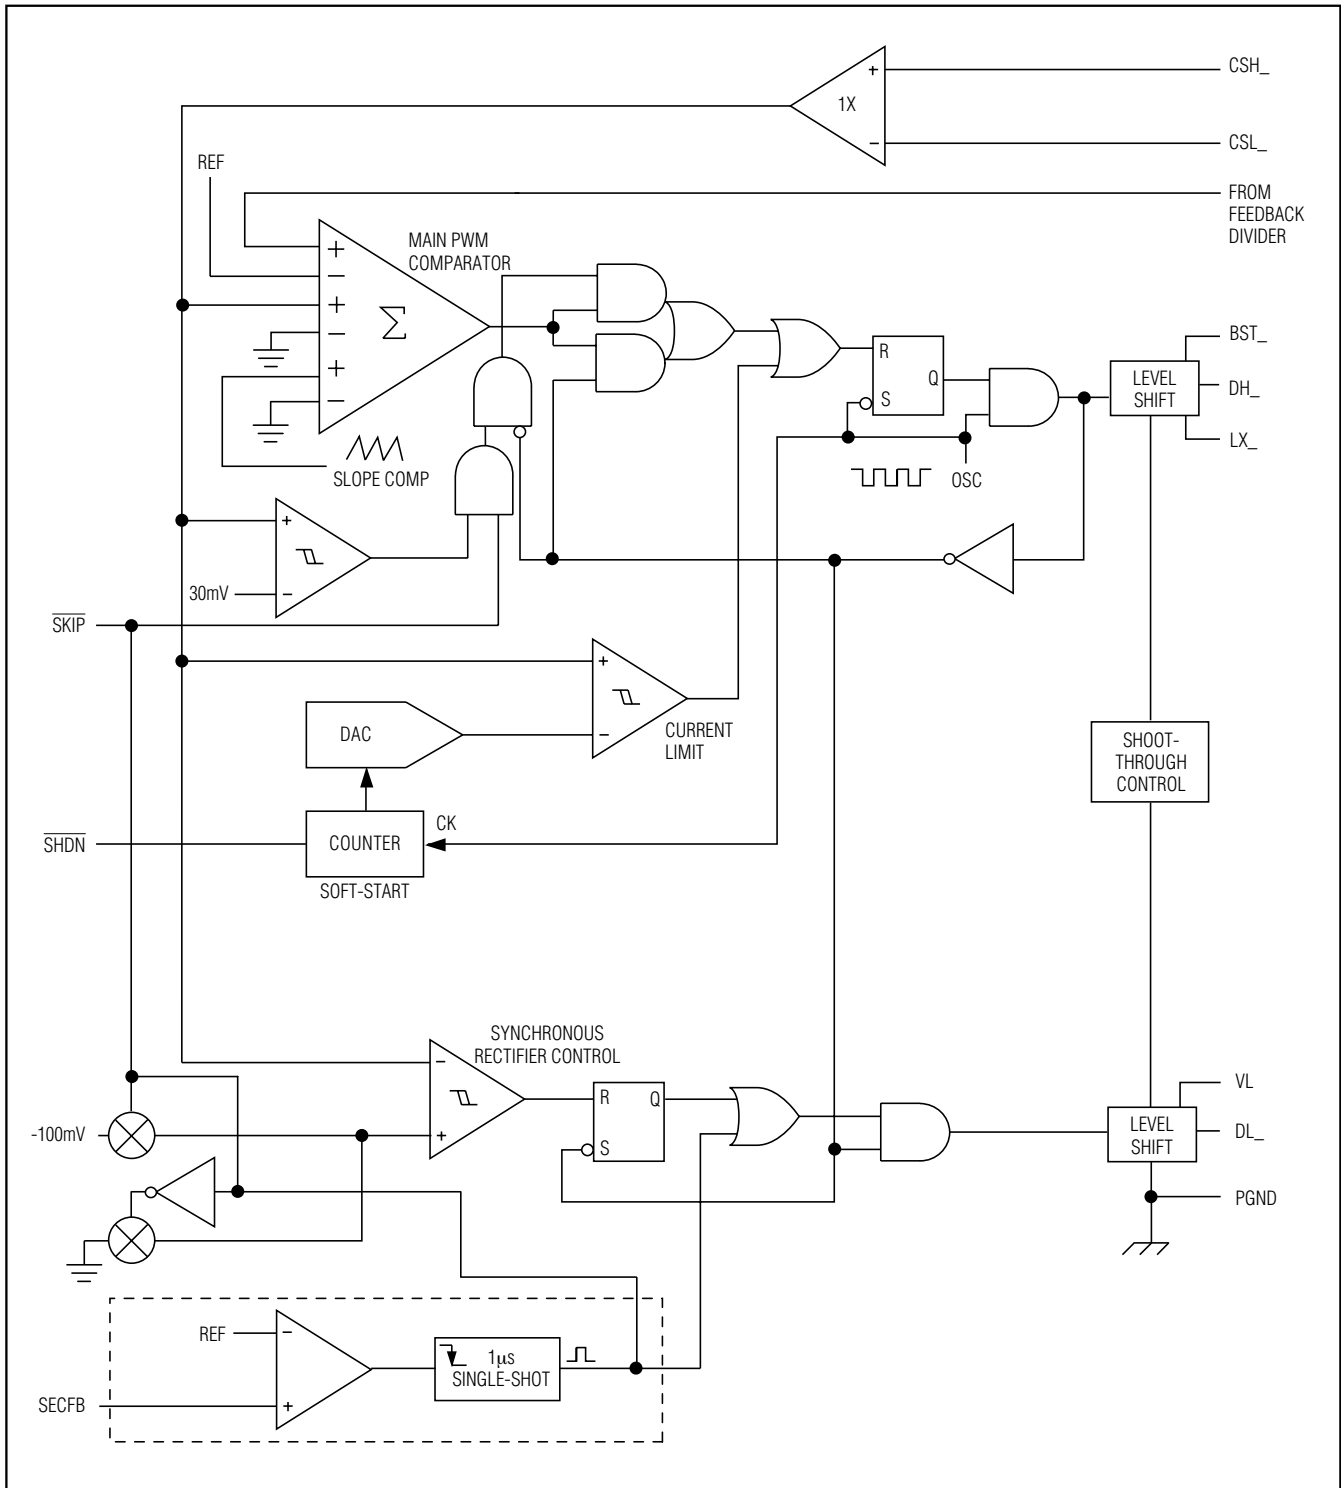 CSH_
+
1X
−
CSL_
REF
FROM
FEEDBACK
DIVIDER
MAIN PWM
COMPARATOR
+
−
+
−
+
−
Σ
BST_
R
Q
S
LEVEL
SHIFT
DH_
LX_
SLOPE COMP
OSC
+
30mV
−
SKIP
+
−
DAC
CURRENT
LIMIT
SHOOT-
THROUGH
CONTROL
CK
SHDN
COUNTER
SOFT-START
SYNCHRONOUS
RECTIFIER CONTROL
−
+
R
Q
S
VL
LEVEL
SHIFT
DL_
-100mV
PGND
REF
−
1µs
SINGLE-SHOT
SECFB
+